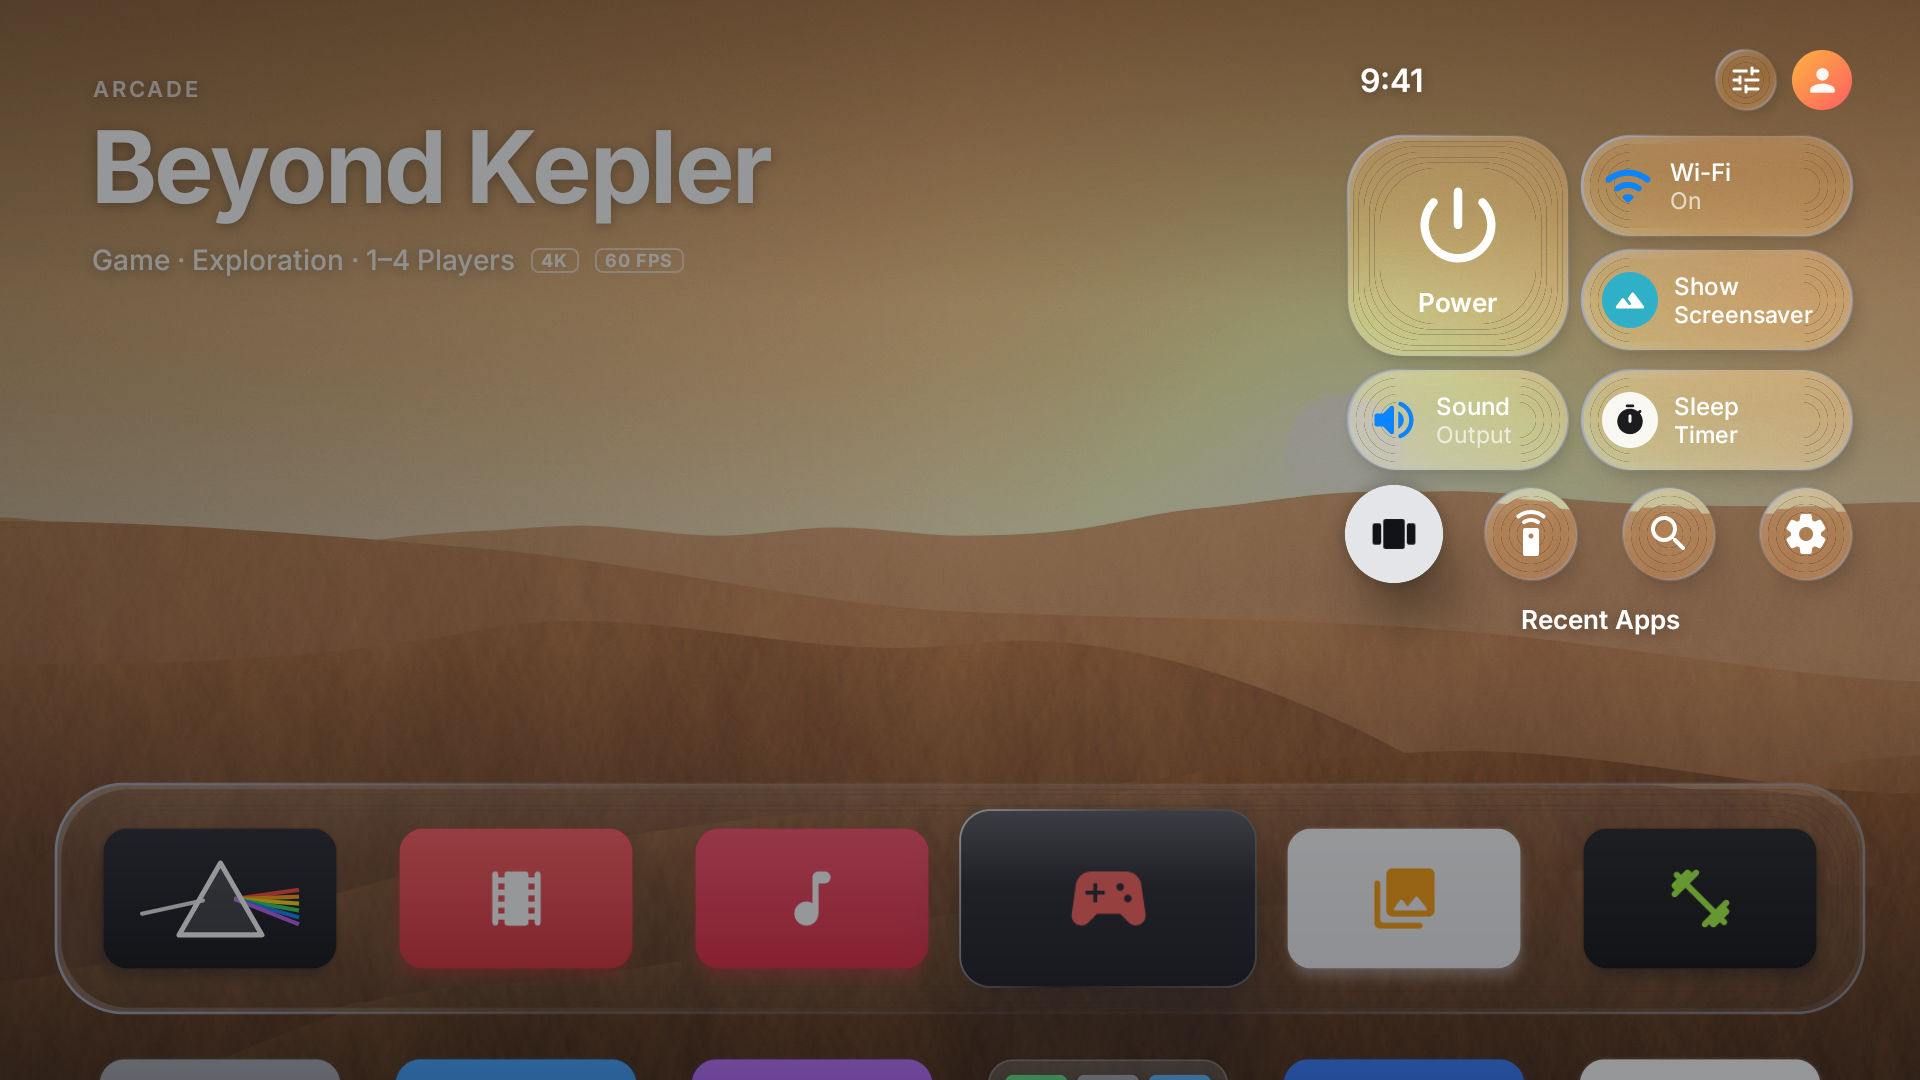 ARCADE
Beyond Kepler
Game · Exploration · 1–4 Players 4K 60 FPS
9:41
Power
Wi-Fi
On
Show
Screensaver
Sound
Output
Sleep
Timer
Recent Apps